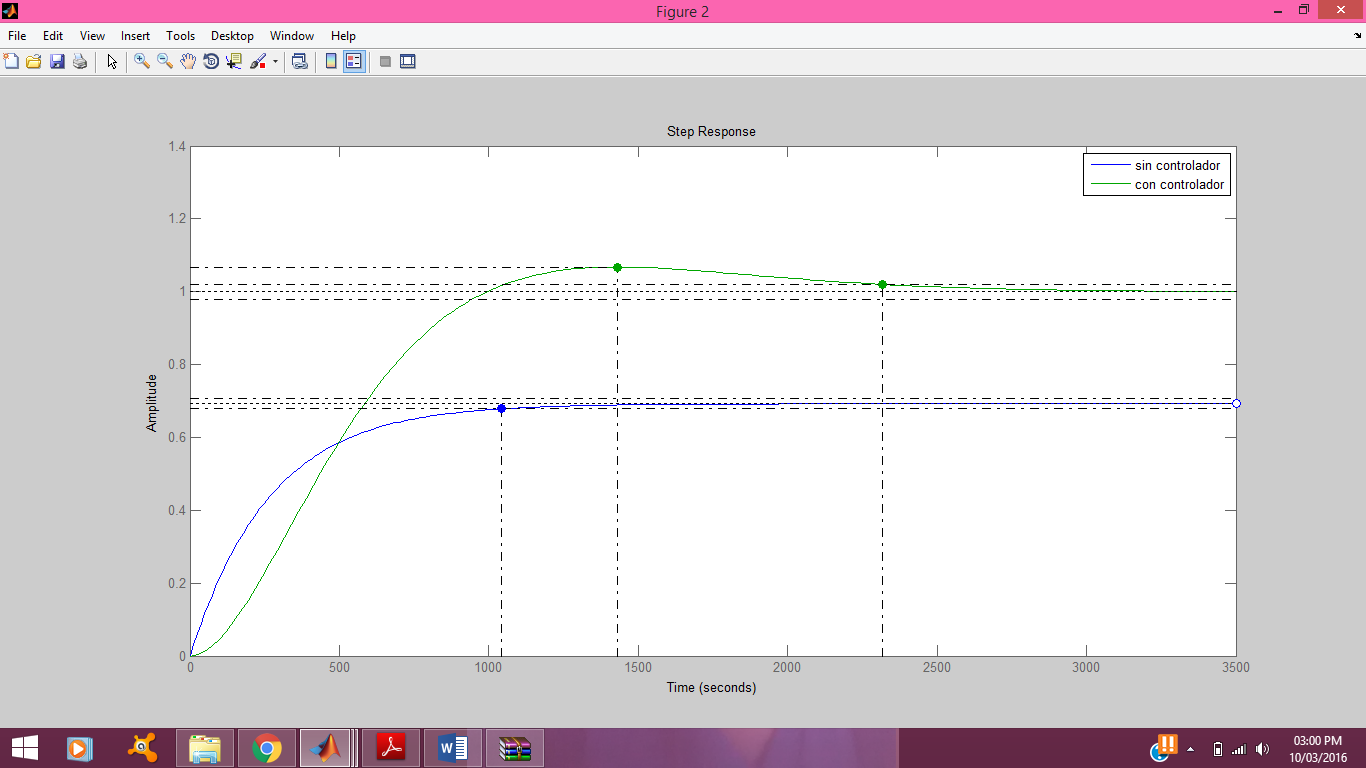 Figure 2
File Edit View Insert Tools Desktop Window Help
Step Response
sin controlador
con controlador
Amplitude
1.4
1.2
1
0.8
0.6
0.4
0.2
0
0 500 1000 1500 2000 2500 3000 3500
Time (seconds)
03:00 PM
10/03/2016